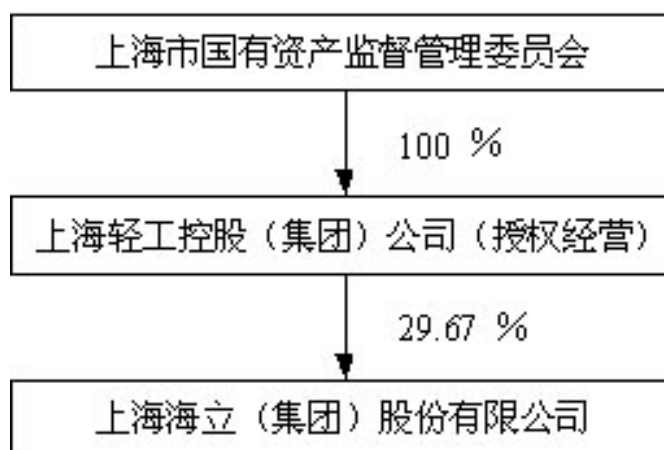 上海市国有资产监督管理委员会
100 %
上海轻工控股（集团）公司（授权经营）
29.67 %
上海海立（集团）股份有限公司